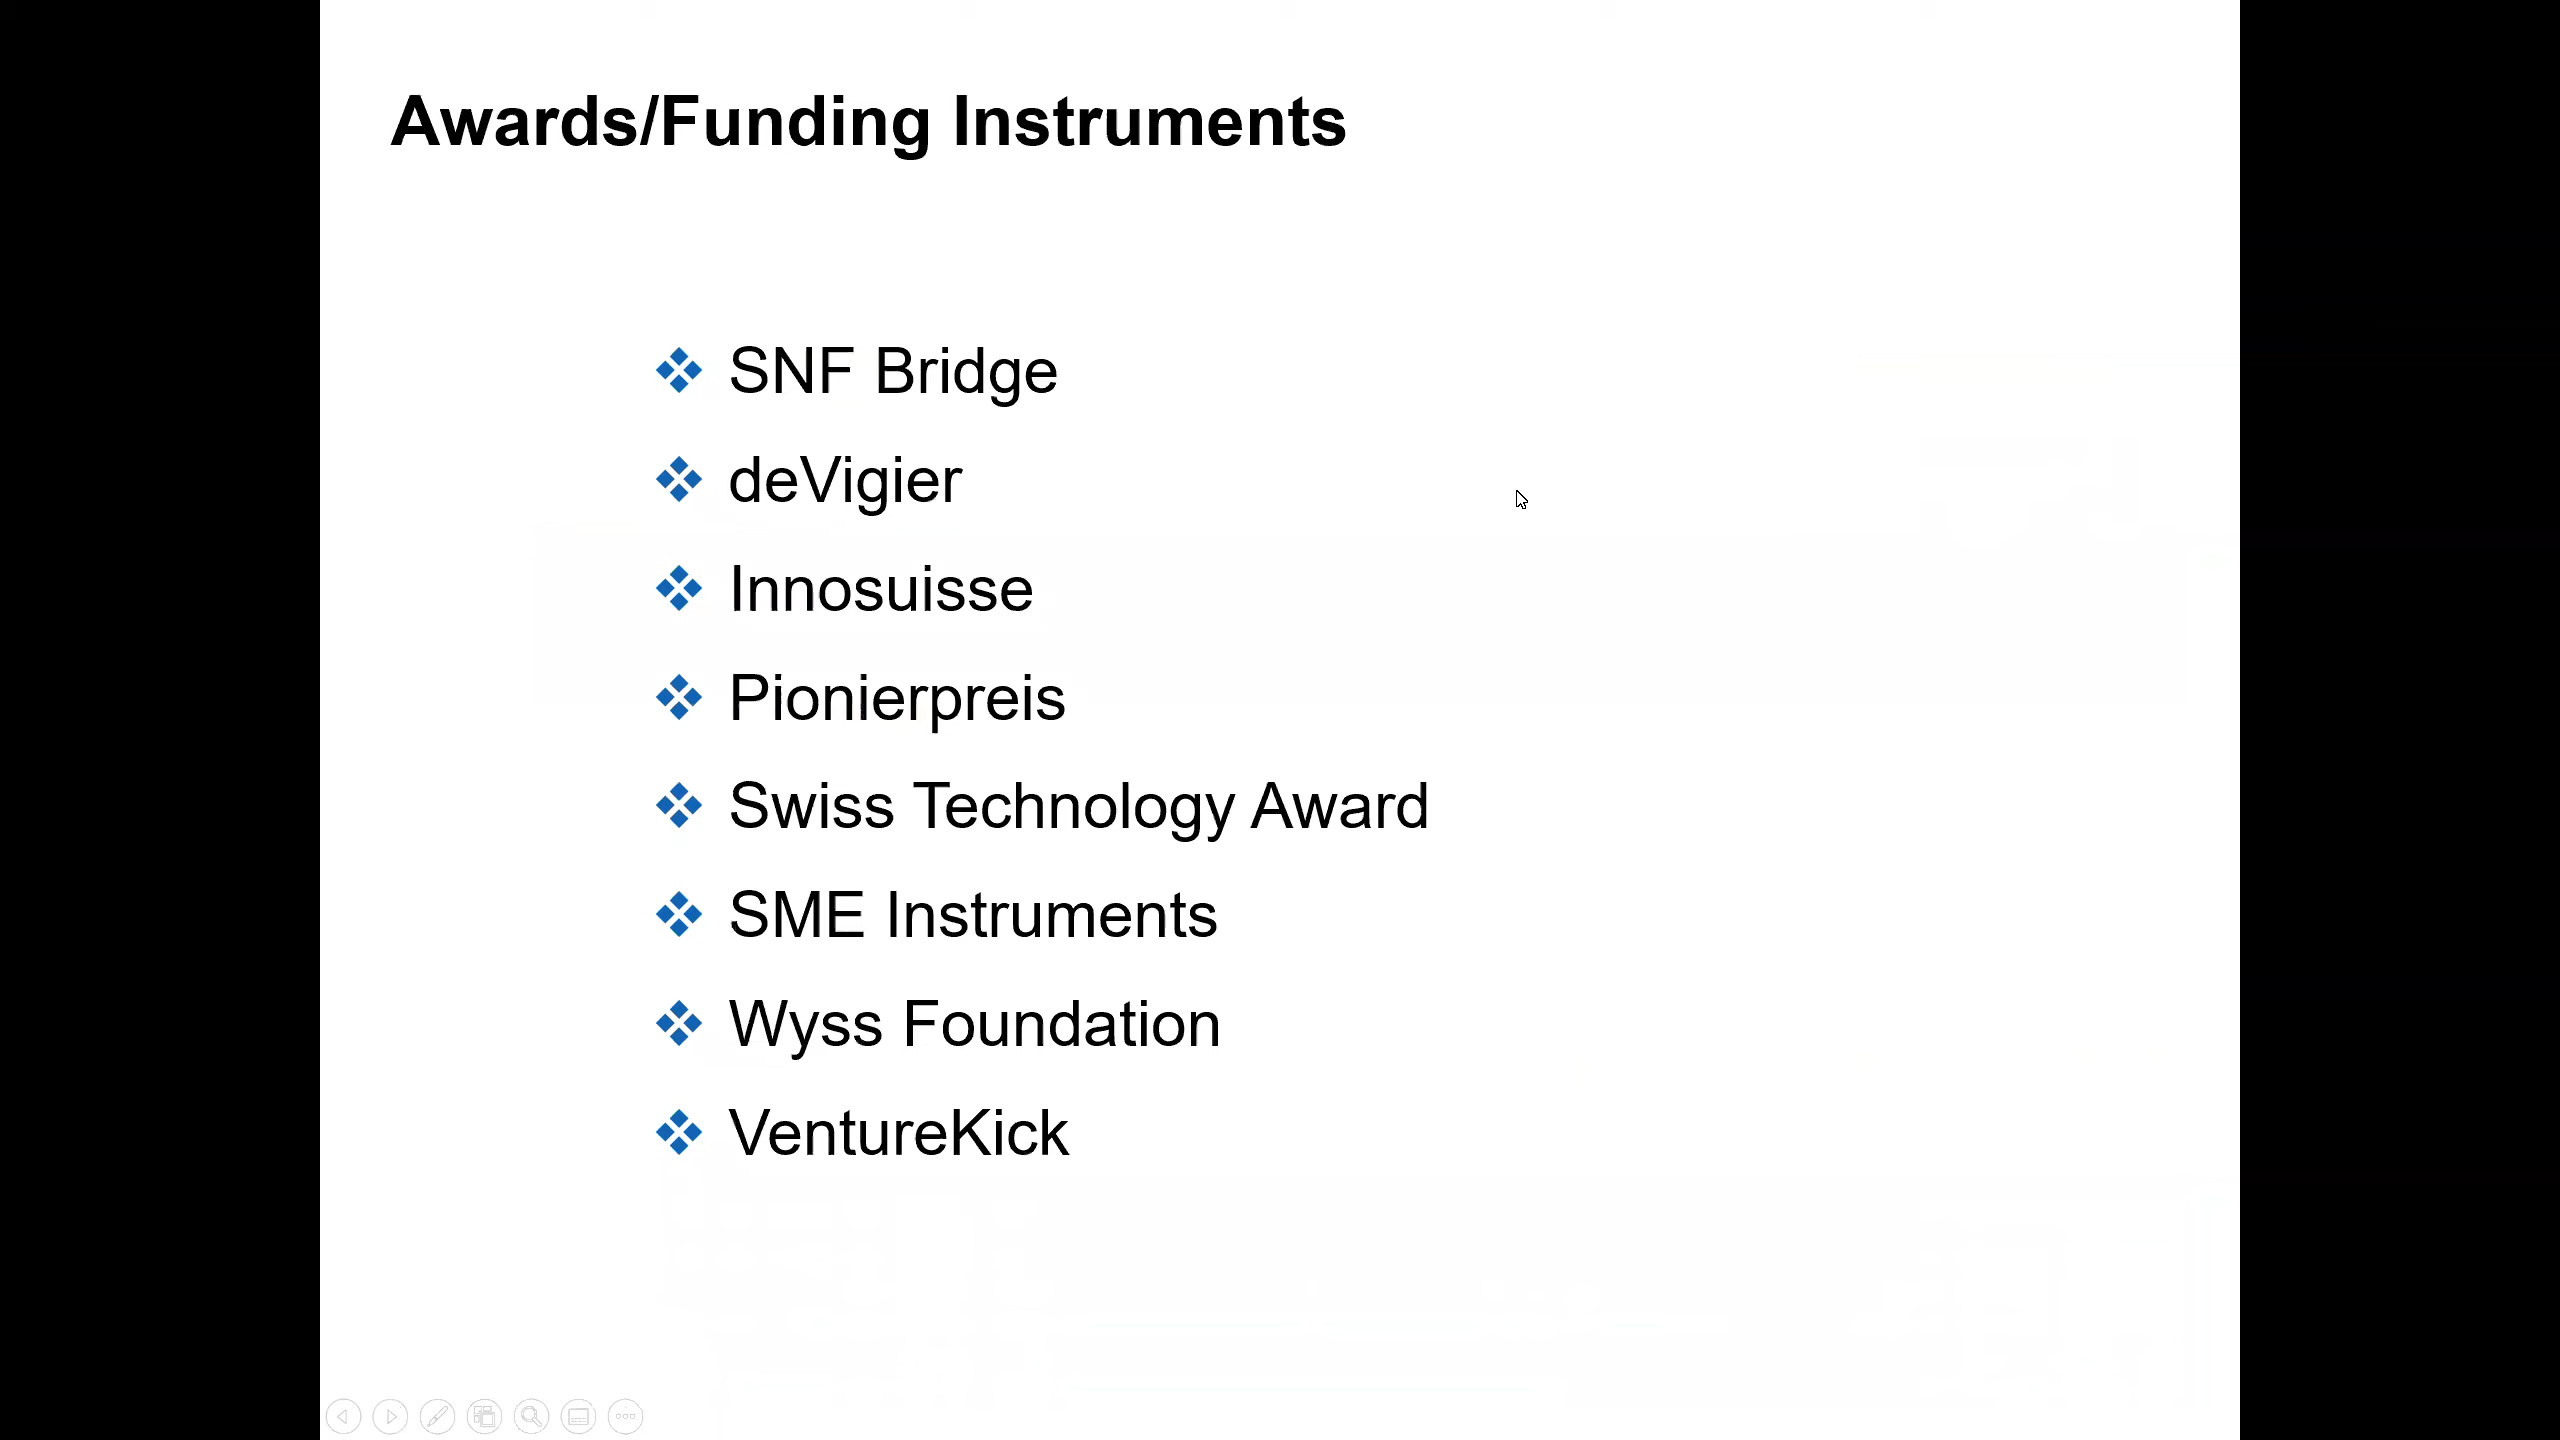 Awards/Funding Instruments
SNF Bridge
deVigier
Innosuisse
Pionierpreis
Swiss Technology Award
SME Instruments
Wyss Foundation
VentureKick